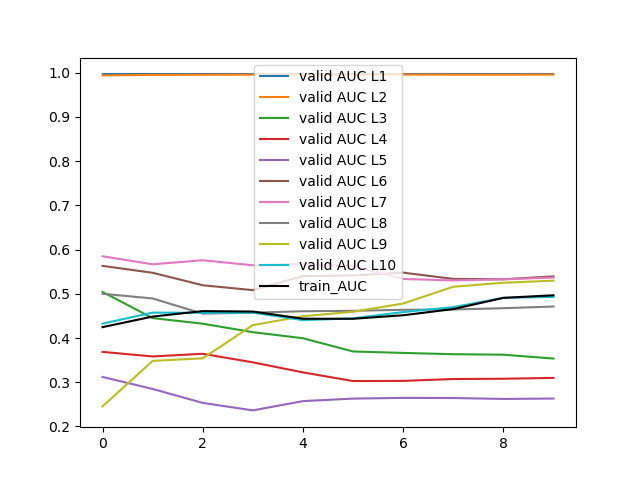 1.0
0.9
0.8
0.7
0.6
0.5
0.4
0.3
0.2
valid AUC L1
valid AUC L2
valid AUC L3
valid AUC L4
valid AUC L5
valid AUC L6
valid AUC L7
valid AUC L8
valid AUC L9
valid AUC L10
train_AUC
0 2 4 6 8